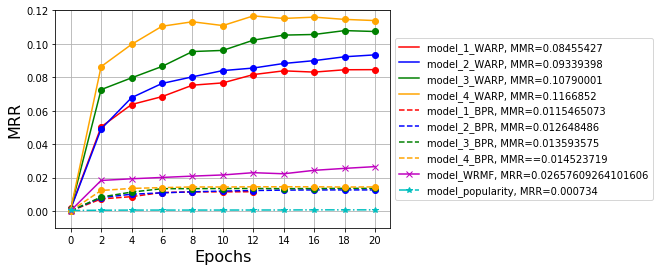 0.12
0.10
0.08
0.06
0.04
0.02
0.00
MRR
0 2 4 6 8 10 12 14 16 18 20
Epochs
model_1_WARP, MMR=0.08455427
model_2_WARP, MMR=0.09339398
model_3_WARP, MMR=0.10790001
model_4_WARP, MMR=0.1166852
model_1_BPR, MMR=0.0115465073
model_2_BPR, MMR=0.012648486
model_3_BPR, MMR=0.013593575
model_4_BPR, MMR==0.014523719
model_WRMF, MRR=0.02657609264101606
model_popularity, MRR=0.000734